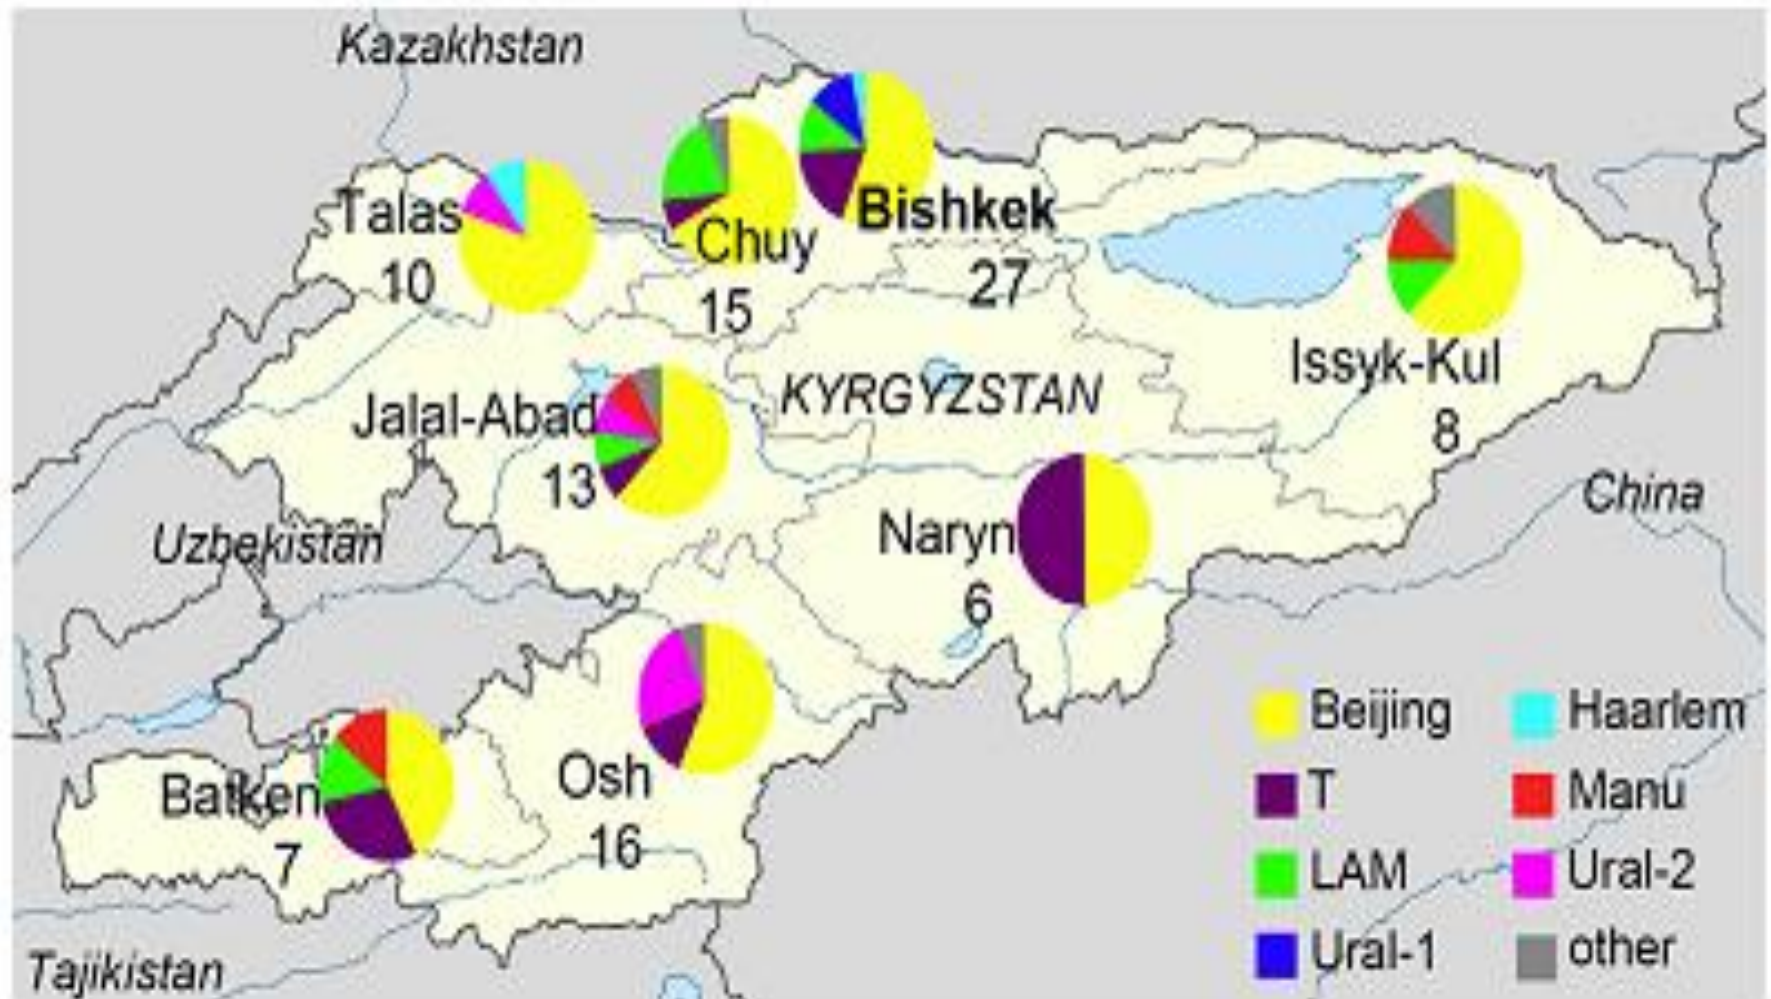 Kazakhstan
Talas
10
Chuy
15
Bishkek
27
Issyk-Kul
8
Jalal-Abad
13
KYRGYZSTAN
Naryn
6
China
Uzbekistan
Osh
16
Batken
7
Tajikistan
Beijing
T
LAM
Ural-1
Haarlem
Manu
Ural-2
other